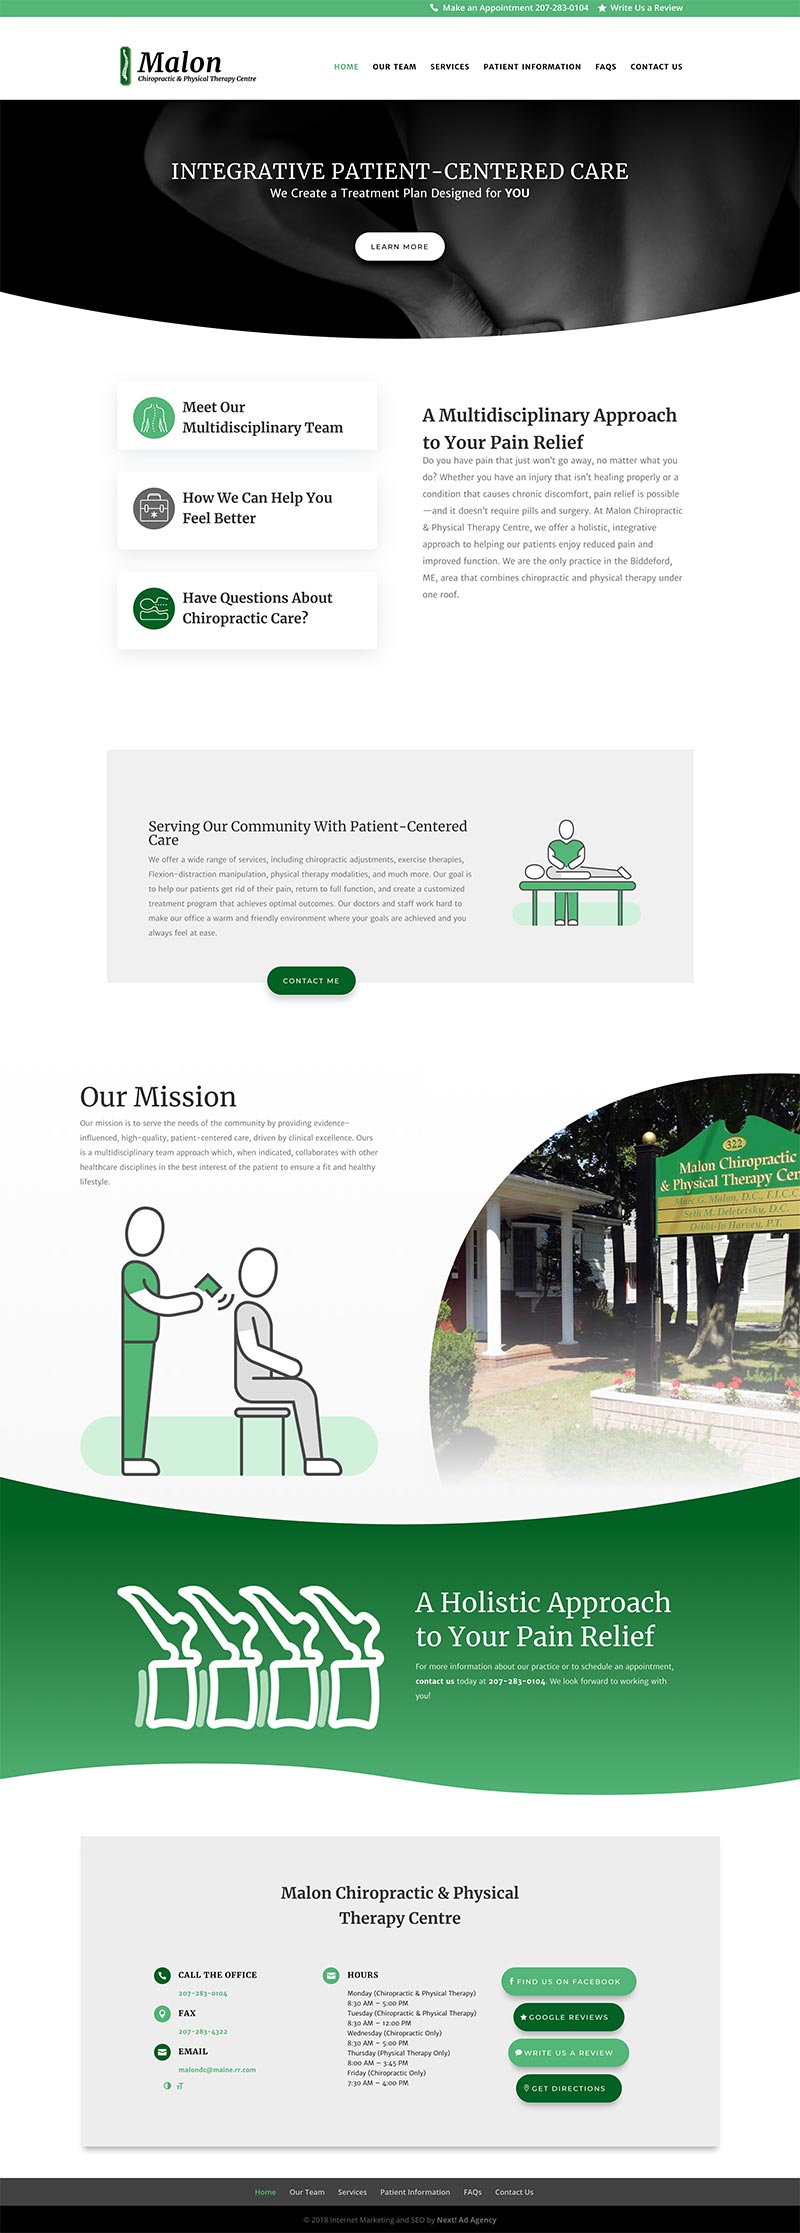 Make an Appointment 207-283-0104 Write Us a Review
Malon
Chiropractic & Physical Therapy Centre
HOME OUR TEAM SERVICES PATIENT INFORMATION FAQS CONTACT US
INTEGRATIVE PATIENT-CENTERED CARE
We Create a Treatment Plan Designed for YOU
LEARN MORE
Meet Our
Multidisciplinary Team
How We Can Help You
Feel Better
Have Questions About
Chiropractic Care?
A Multidisciplinary Approach
to Your Pain Relief
Do you have pain that just won't go away, no matter what you
do? Whether you have an injury that isn't healing properly or a
condition that causes chronic discomfort, pain relief is possible
—and it doesn't require pills and surgery. At Malon Chiropractic
& Physical Therapy Centre, we offer a holistic, integrative
approach to helping our patients enjoy reduced pain and
improved function. We are the only practice in the Biddeford,
ME, area that combines chiropractic and physical therapy under
one roof.
Serving Our Community With Patient-Centered
Care
We offer a wide range of services, including chiropractic adjustments, exercise therapies,
Flexion-distraction manipulation, physical therapy modalities, and much more. Our goal is
to help our patients get rid of their pain, return to full function, and create a customized
treatment program that achieves optimal outcomes. Our doctors and staff work hard to
make our office a warm and friendly environment where your goals are achieved and you
always feel at ease.
CONTACT ME
Our Mission
Our mission is to serve the needs of the community by providing evidence-
influenced, high-quality, patient-centered care, driven by clinical excellence. Ours
is a multidisciplinary team approach which, when indicated, collaborates with other
healthcare disciplines in the best interest of the patient to ensure a fit and healthy
lifestyle.
322
Malon Chiropractic
& Physical Therapy Cen
Marc G. Malon, D.C., F.I.C.C
Seth M. Deletetsky, D.C.
Debbi-Jo Harvey, P.T.
A Holistic Approach
to Your Pain Relief
For more information about our practice or to schedule an appointment,
contact us today at 207-283-0104. We look forward to working with
you!
Malon Chiropractic & Physical
Therapy Centre
CALL THE OFFICE
207-283-0104
FAX
207-283-4322
EMAIL
malondc@maine.rr.com
HOURS
Monday (Chiropractic & Physical Therapy)
8:30 AM – 5:00 PM
Tuesday (Chiropractic & Physical Therapy)
8:30 AM – 12:00 PM
Wednesday (Chiropractic Only)
8:30 AM – 5:00 PM
Thursday (Physical Therapy Only)
8:00 AM – 3:45 PM
Friday (Chiropractic Only)
7:30 AM – 4:00 PM
FIND US ON FACEBOOK
GOOGLE REVIEWS
WRITE US A REVIEW
GET DIRECTIONS
Home Our Team Services Patient Information FAQs Contact Us
© 2018 Internet Marketing and SEO by Next! Ad Agency